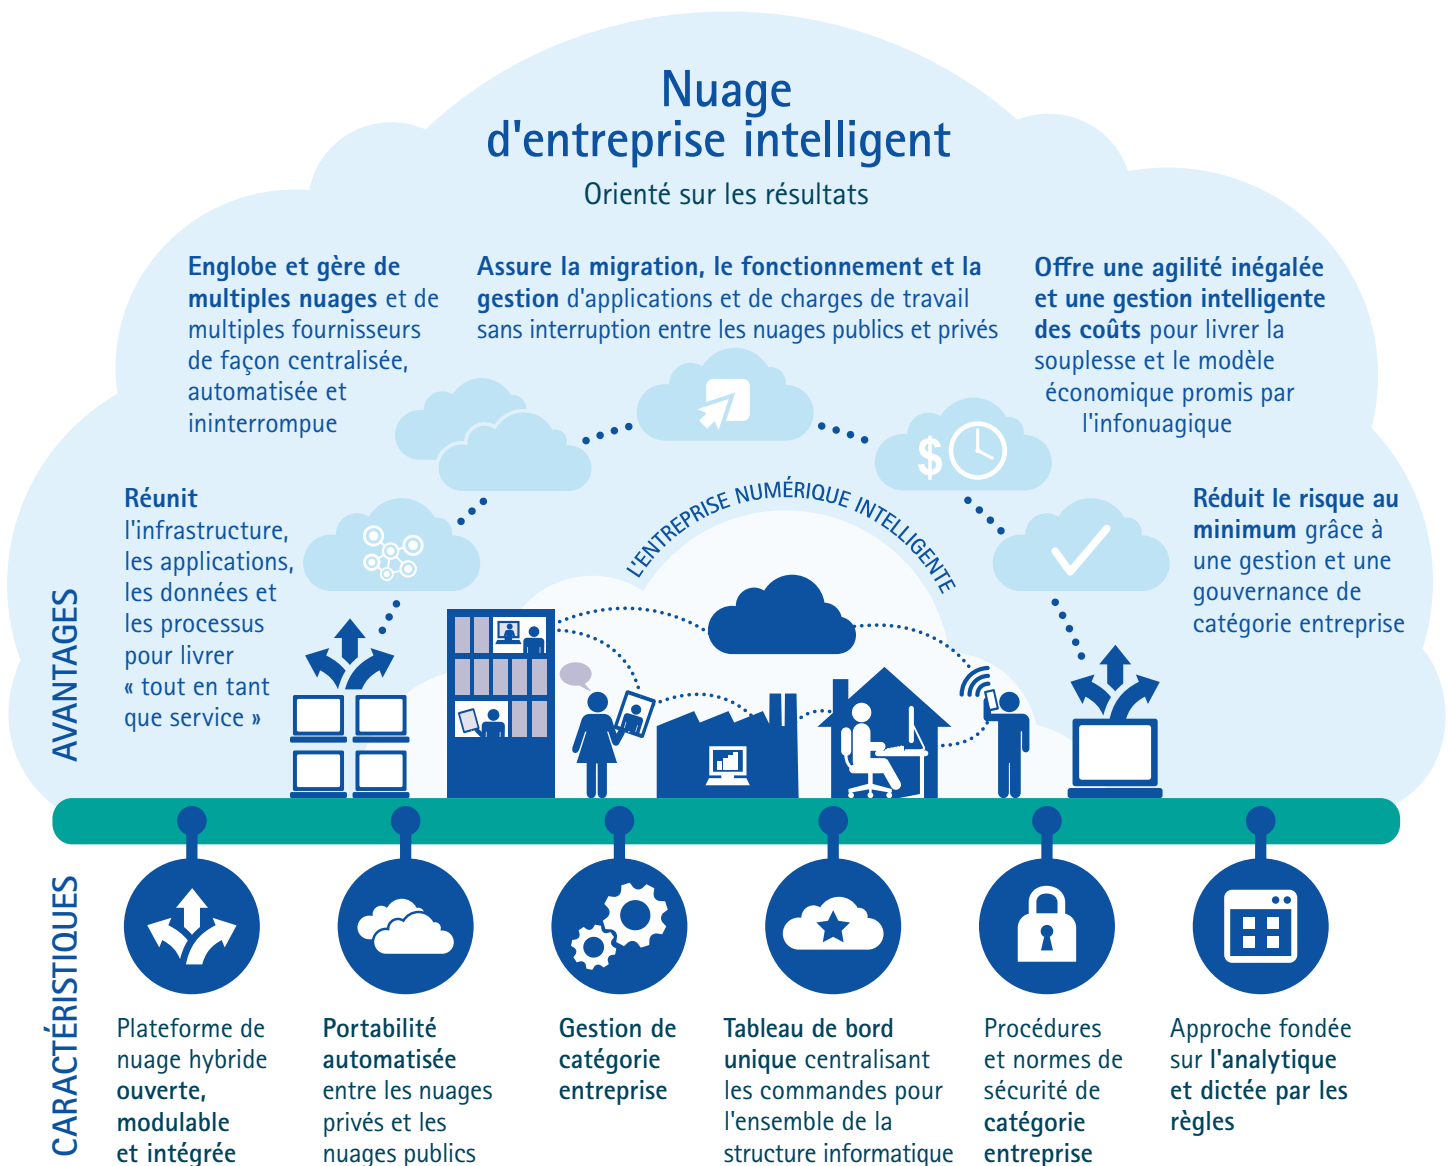 Nuage
d'entreprise intelligent
Orienté sur les résultats
Englobe et gère de
multiples nuages et de
multiples fournisseurs
de façon centralisée,
automatisée et
ininterrompue
Assure la migration, le fonctionnement et la
gestion d'applications et de charges de travail
sans interruption entre les nuages publics et privés
Offre une agilité inégalée
et une gestion intelligente
des coûts pour livrer la
souplesse et le modèle
économique promis par
l'infonuagique
$
Réunit
l'infrastructure,
les applications,
les données et
les processus
pour livrer
« tout en tant
que service »
L'ENTREPRISE NUMÉRIQUE INTELLIGENTE
Réduit le risque au
minimum grâce à
une gestion et une
gouvernance de
catégorie entreprise
AVANTAGES
CARACTÉRISTIQUES
Plateforme de
nuage hybride
ouverte,
modulable
et intégrée
Portabilité
automatisée
entre les nuages
privés et les
nuages publics
Gestion de
catégorie
entreprise
Tableau de bord
unique centralisant
les commandes pour
l'ensemble de la
structure informatique
Procédures
et normes de
sécurité de
catégorie
entreprise
Approche fondée
sur l'analytique
et dictée par les
règles